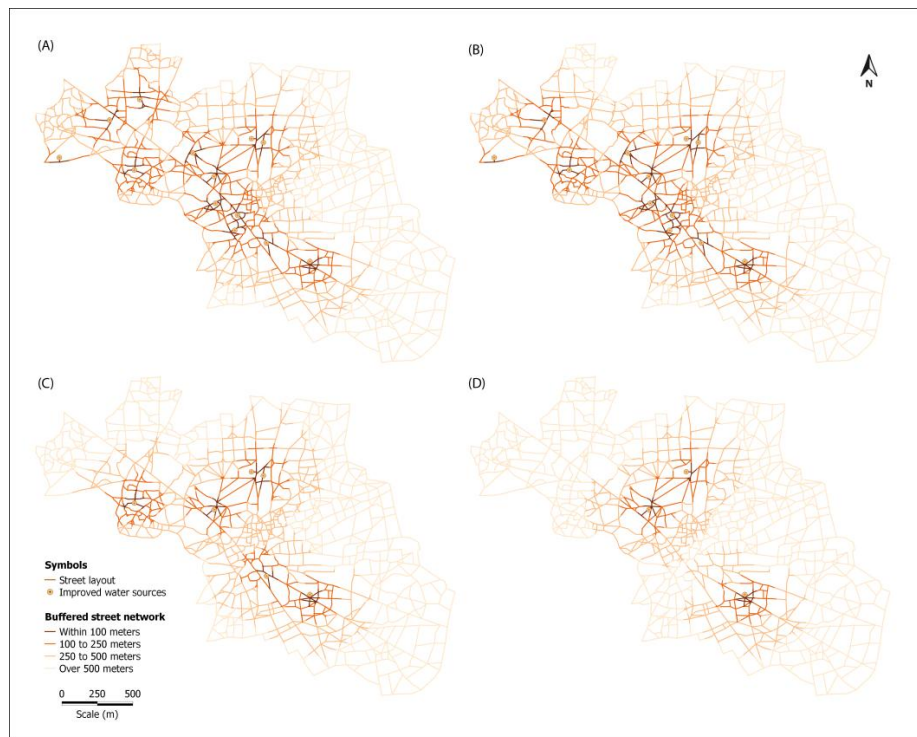 (A)
(B)
N
(C)
(D)
Symbols
Street layout
Improved water sources
Buffered street network
Within 100 meters
100 to 250 meters
250 to 500 meters
Over 500 meters
0 250 500
Scale (m)